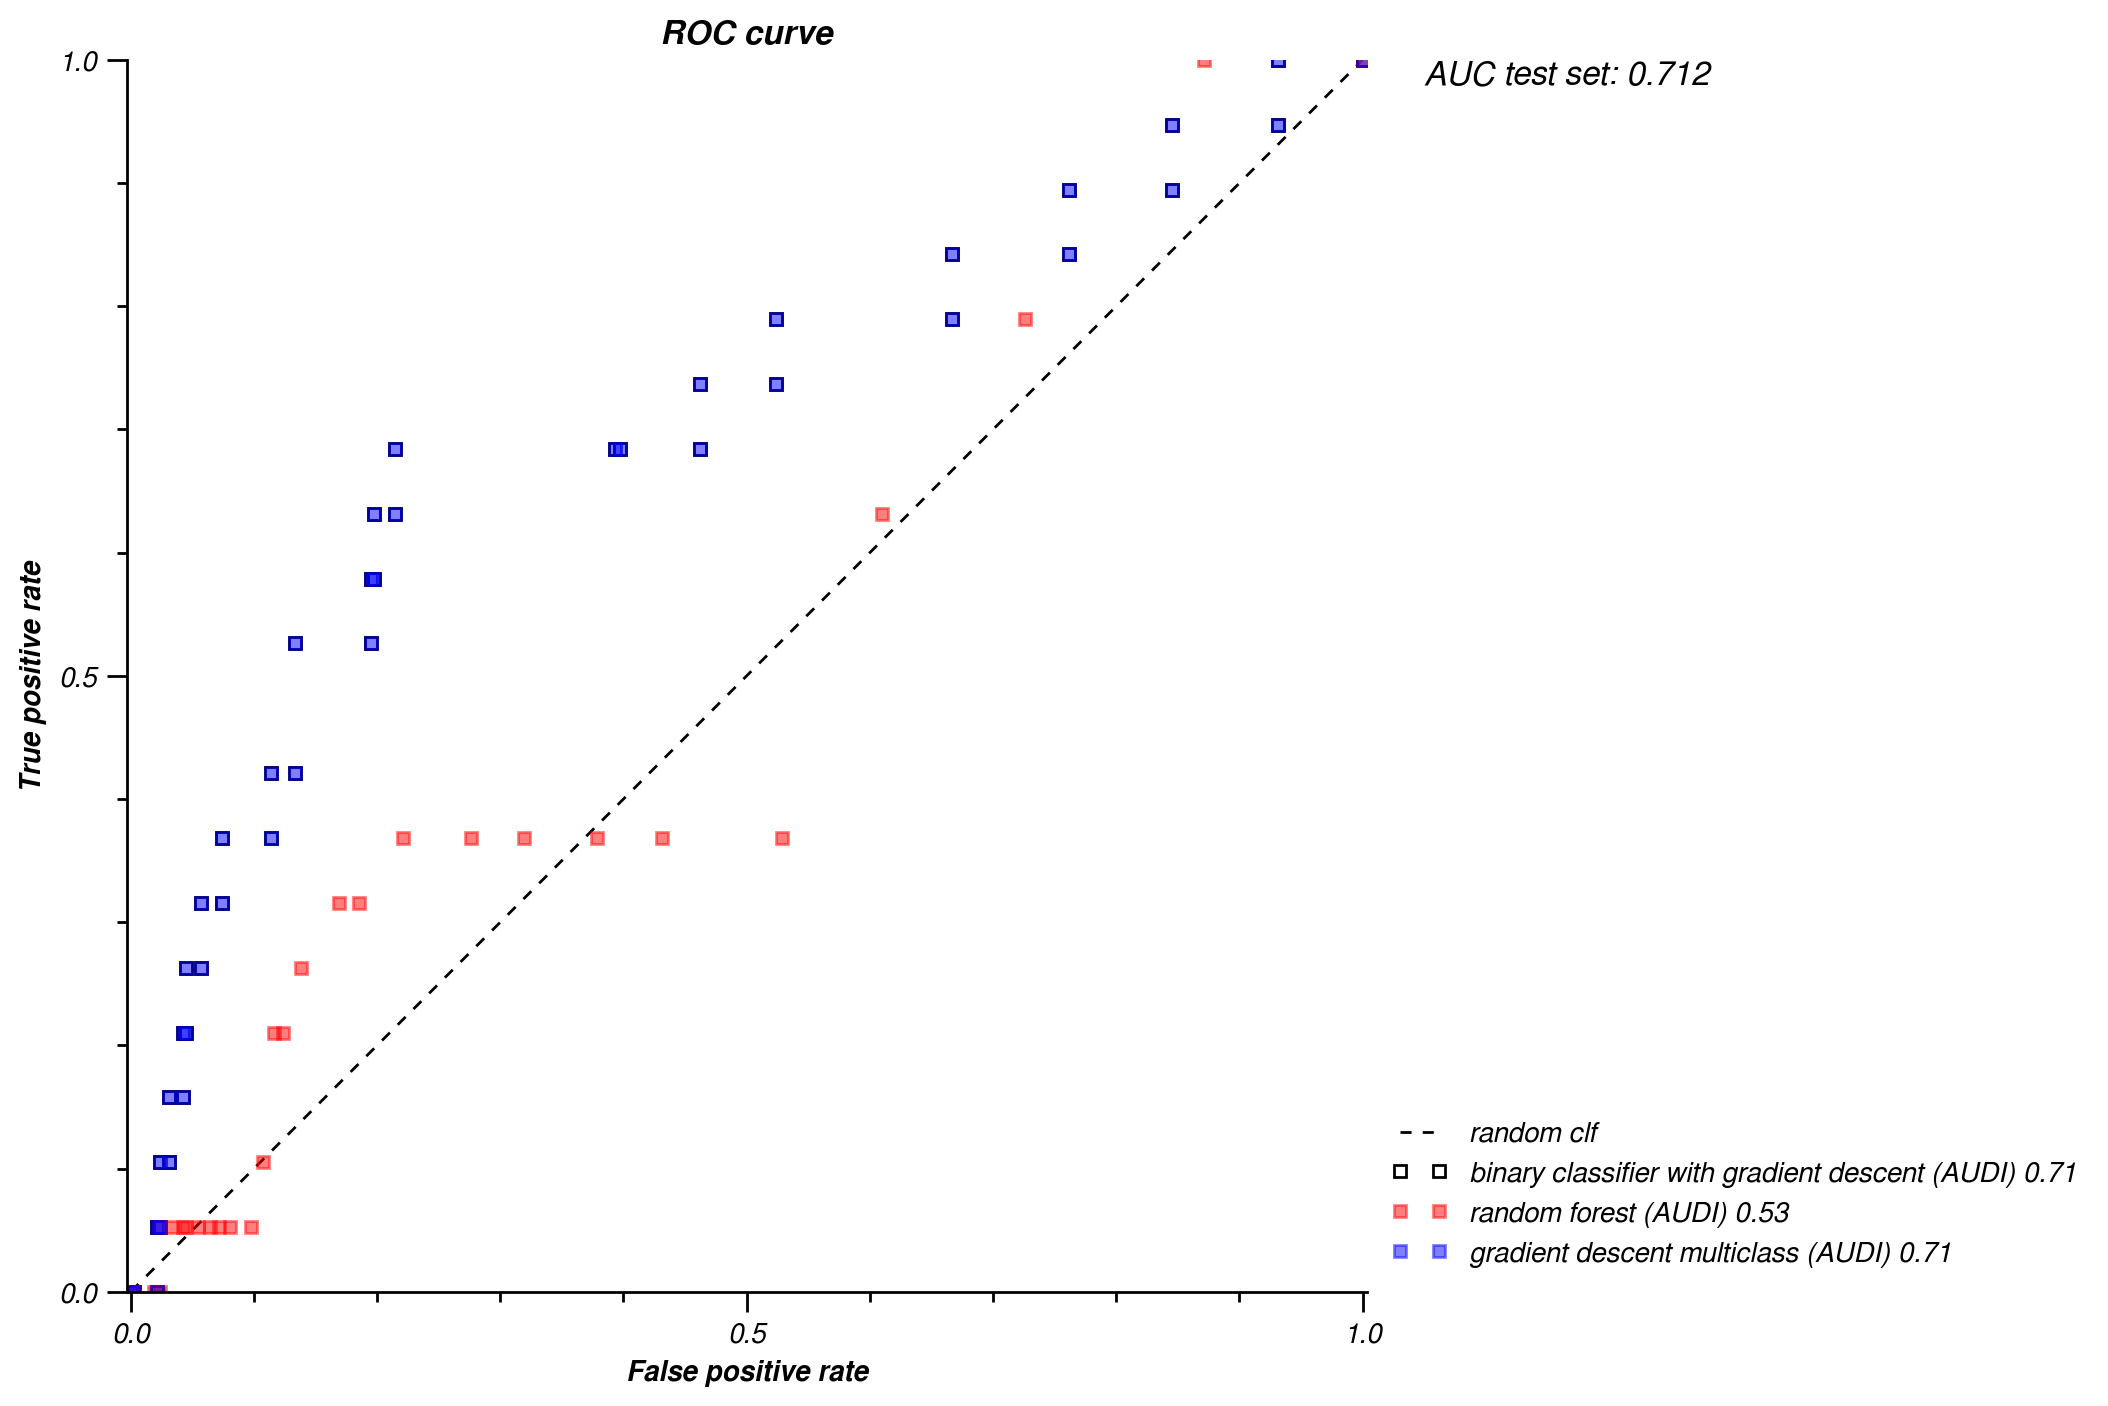 ROC curve
AUC test set: 0.712
1.0
0.5
0.0
True positive rate
0.0 0.5 1.0
False positive rate
random clf
binary classifier with gradient descent (AUDI) 0.71
random forest (AUDI) 0.53
gradient descent multiclass (AUDI) 0.71